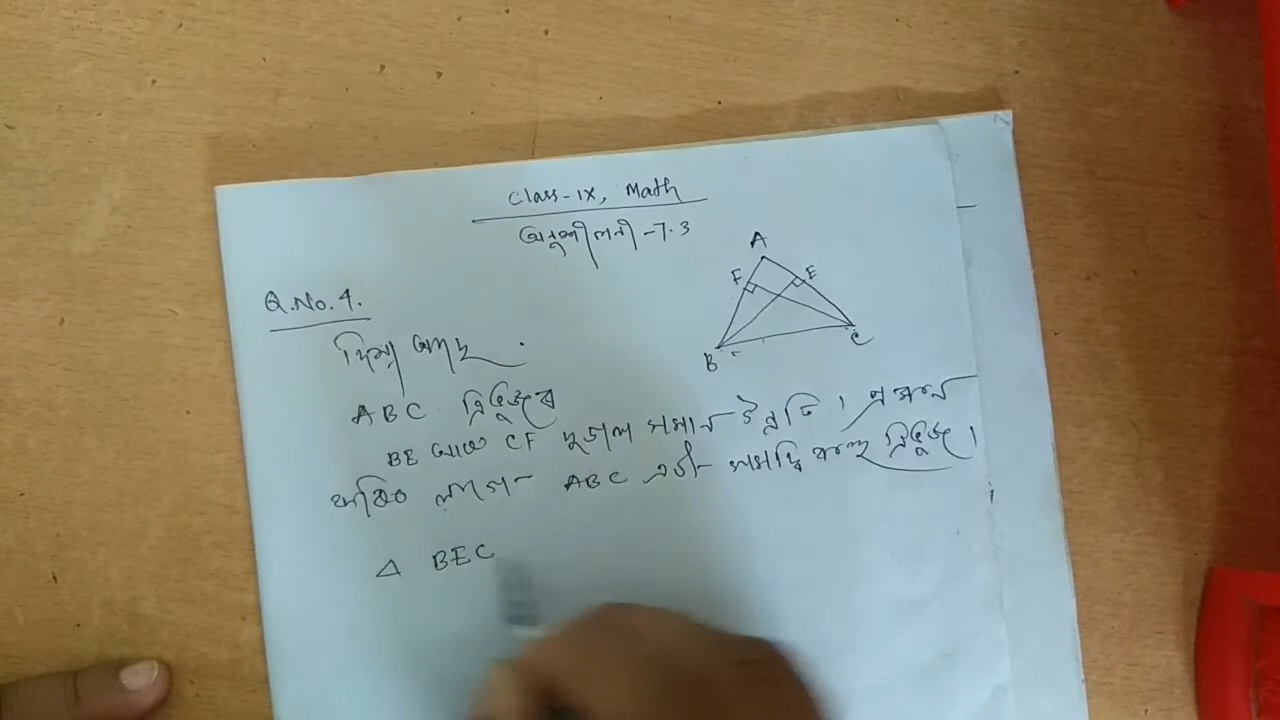 Class-IX, Math
অনুশীলনী-7.3
Q.No.4.
দিয়া আছে
A
F
E
B
C
ABC ত্ৰিভুজৰ
BE আৰু CF দুডাল সমান উন্নতি। প্ৰমাণ
কৰিব লাগে ABC এটা সমদ্বিবাহু ত্ৰিভুজ।
Δ BEC